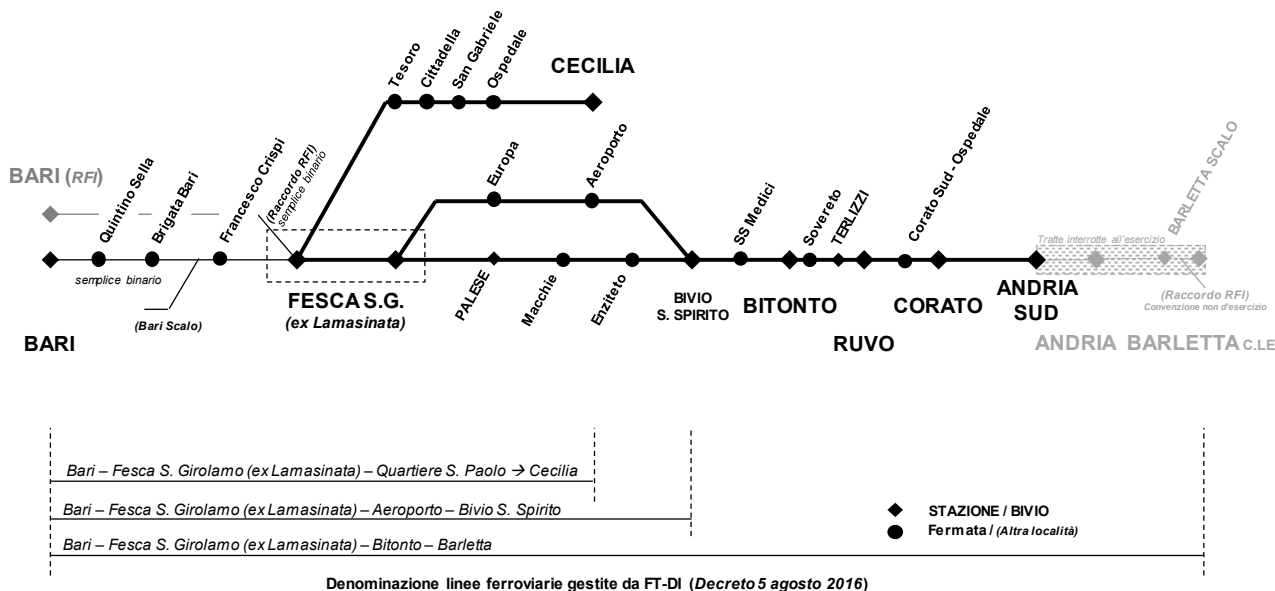 Tesoro
Cittadella
San Gabriele
Ospedale
CECILIA
BARI (RFI)
Quintino Sella
Brigata Bari
Francesco Crispi
(Raccordo RFI)
semplice binario
Europa
Aeroporto
SS Medici
Sovereto
TERLIZZI
Corato Sud - Ospedale
BARLETTA SCALO
Tratte interrotte all'esercizio
semplice binario
(Bari Scalo)
BARI
FESCA S.G.
(ex Lamasinata)
PALESE
Macchie
Enziteto
BIVIO
S. SPIRITO
BITONTO
RUVO
CORATO
ANDRIA
SUD
(Raccordo RFI)
Convenzione non d'esercizio
ANDRIA
BARLETTA C.LE
Bari – Fesca S. Girolamo (ex Lamasinata) – Quartiere S. Paolo → Cecilia
Bari – Fesca S. Girolamo (ex Lamasinata) – Aeroporto – Bivio S. Spirito
Bari – Fesca S. Girolamo (ex Lamasinata) – Bitonto – Barletta
STAZIONE / BIVIO
Fermata / (Altra località)
Denominazione linee ferroviarie gestite da FT-DI (Decreto 5 agosto 2016)